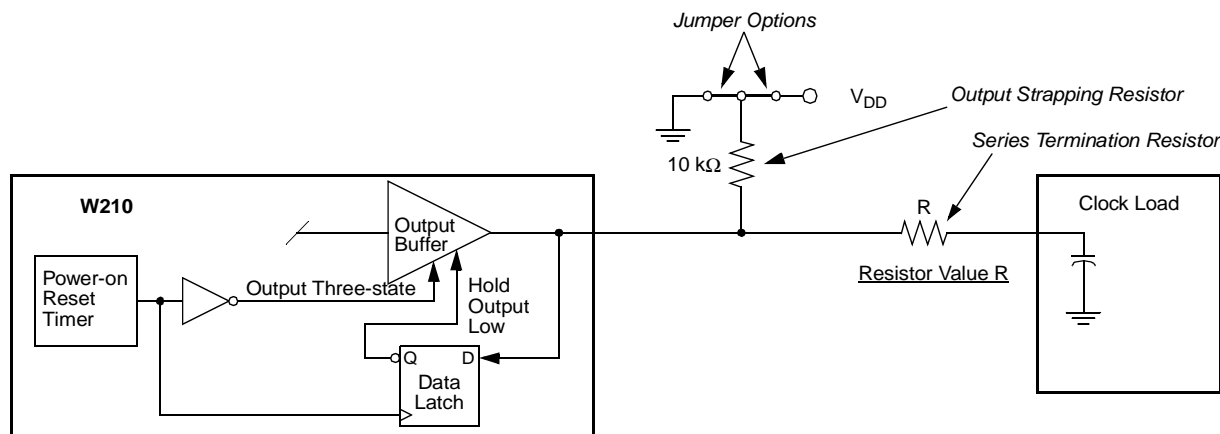 Jumper Options
V_DD
Output Strapping Resistor
Series Termination Resistor
10 kΩ
W210
Output
Buffer
R
Clock Load
Resistor Value R
Power-on
Reset
Timer
Output Three-state
Hold
Output
Low
Q
D
Data
Latch